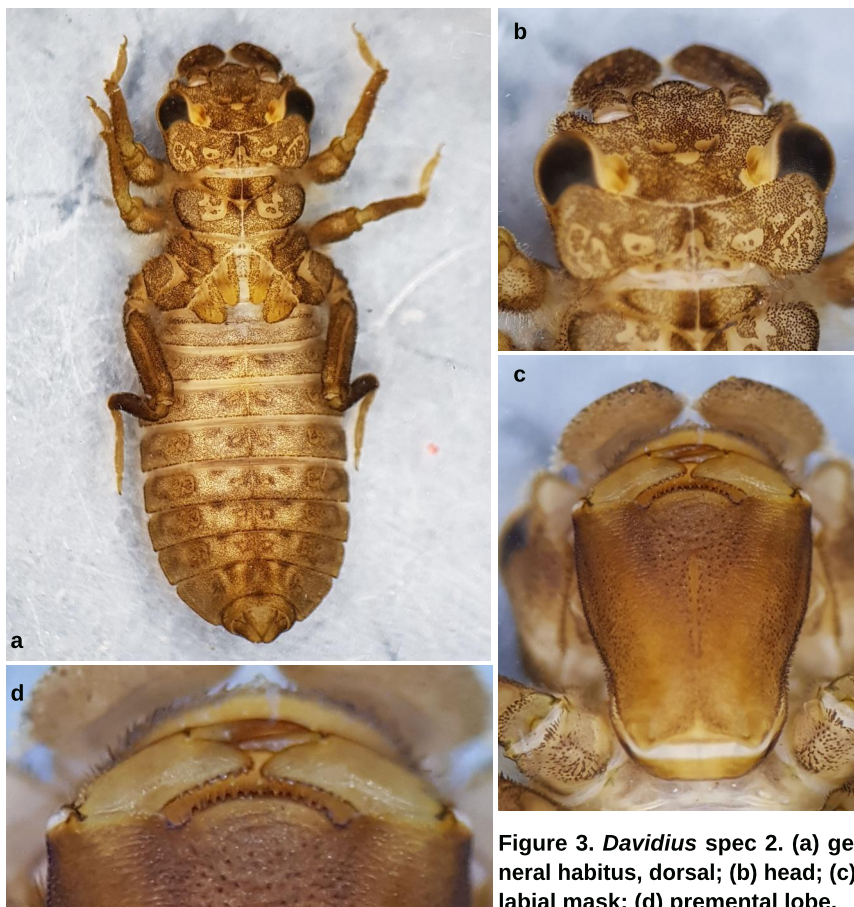 b
c
a
d
Figure 3. Davidius spec 2. (a) ge
neral habitus, dorsal; (b) head; (c)
labial mask; (d) premental lobe.